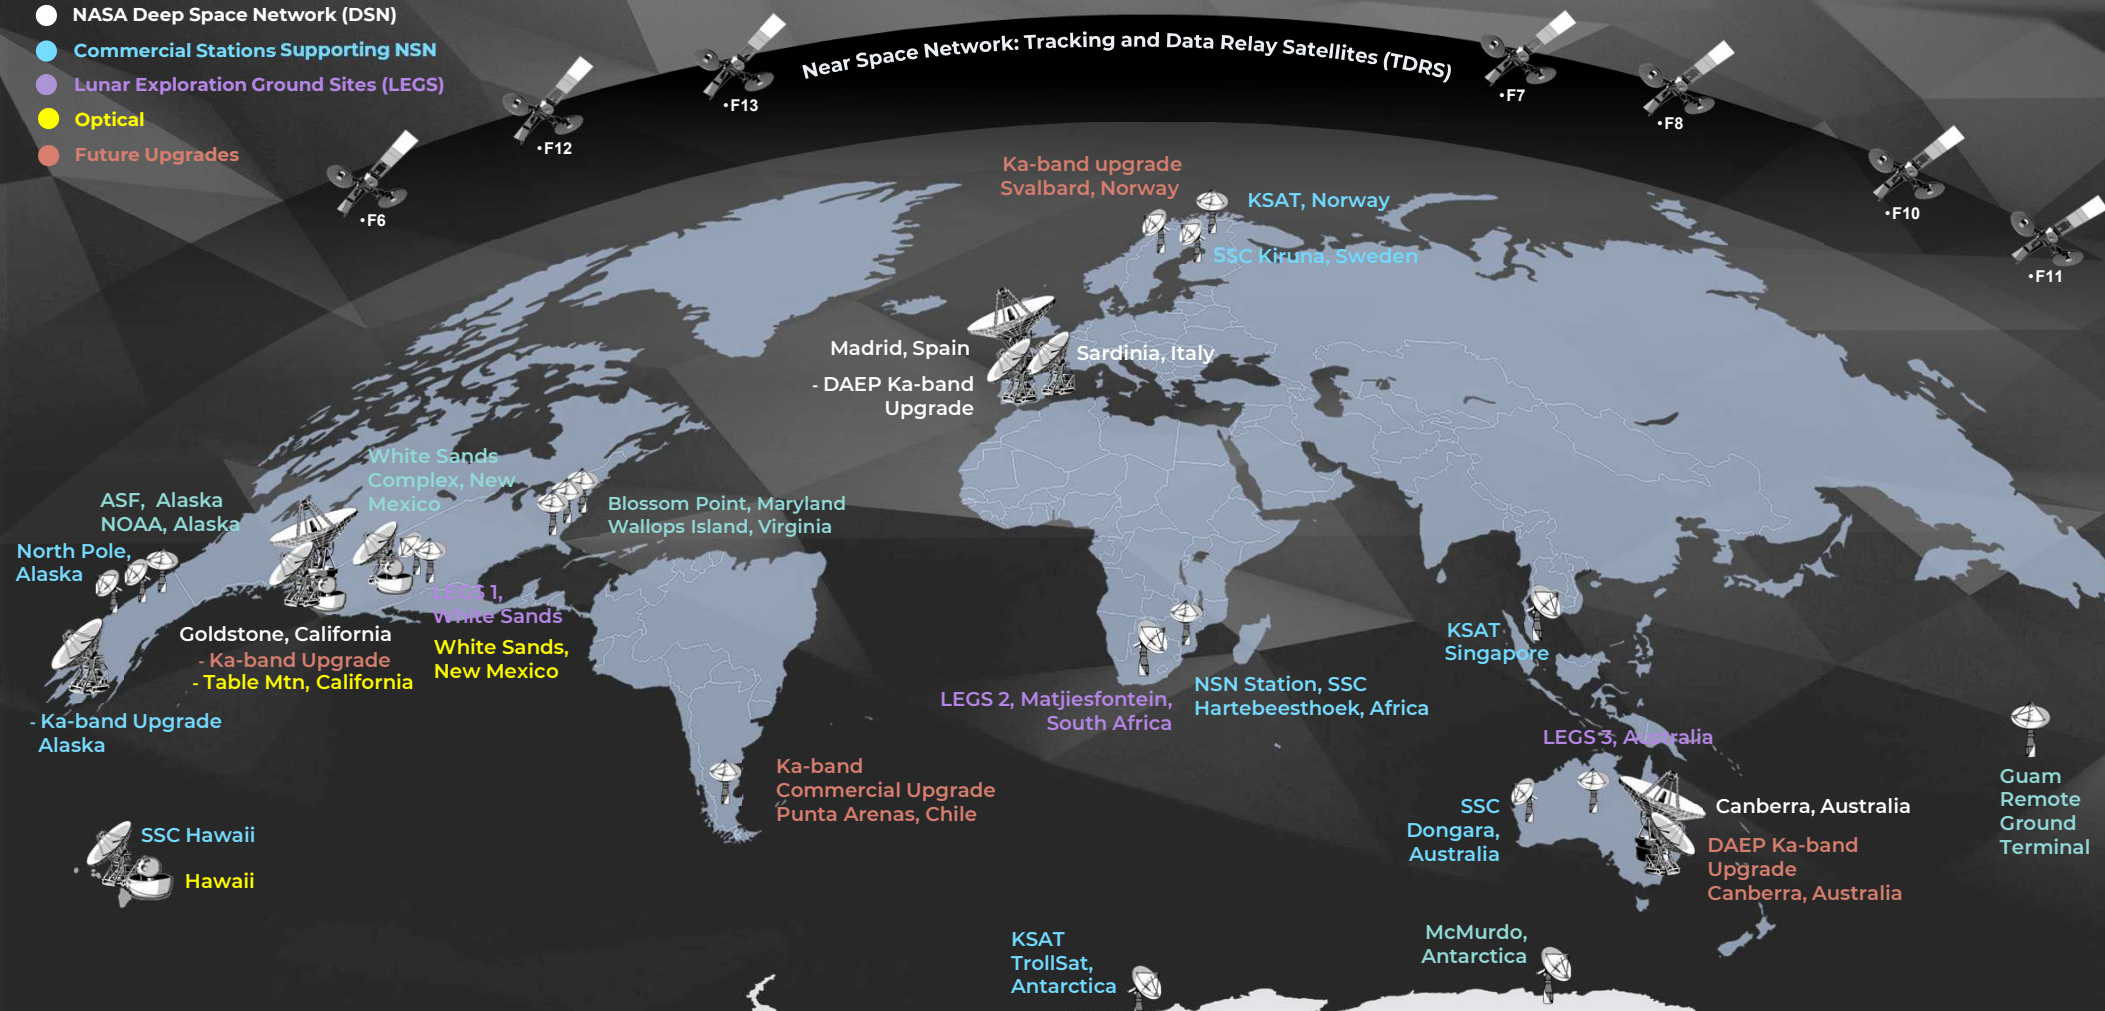 NASA Deep Space Network (DSN)
Commercial Stations Supporting NSN
Lunar Exploration Ground Sites (LEGS)
Optical
Future Upgrades
Near Space Network: Tracking and Data Relay Satellites (TDRS)
•F6
•F12
•F13
•F7
•F8
•F10
•F11
Ka-band upgrade
Svalbard, Norway
KSAT, Norway
SSC Kiruna, Sweden
Madrid, Spain
- DAEP Ka-band
Upgrade
Sardinia, Italy
White Sands
Complex, New
Mexico
ASF, Alaska
NOAA, Alaska
North Pole,
Alaska
Blossom Point, Maryland
Wallops Island, Virginia
LEGS 1,
White Sands
White Sands,
New Mexico
Goldstone, California
- Ka-band Upgrade
- Table Mtn, California
- Ka-band Upgrade
Alaska
SSC Hawaii
Hawaii
Ka-band
Commercial Upgrade
Punta Arenas, Chile
LEGS 2, Matjiesfontein,
South Africa
NSN Station, SSC
Hartebeesthoek, Africa
KSAT
Singapore
LEGS 3, Australia
SSC
Dongara,
Australia
Canberra, Australia
DAEP Ka-band
Upgrade
Canberra, Australia
Guam
Remote
Ground
Terminal
KSAT
TrollSat,
Antarctica
McMurdo,
Antarctica